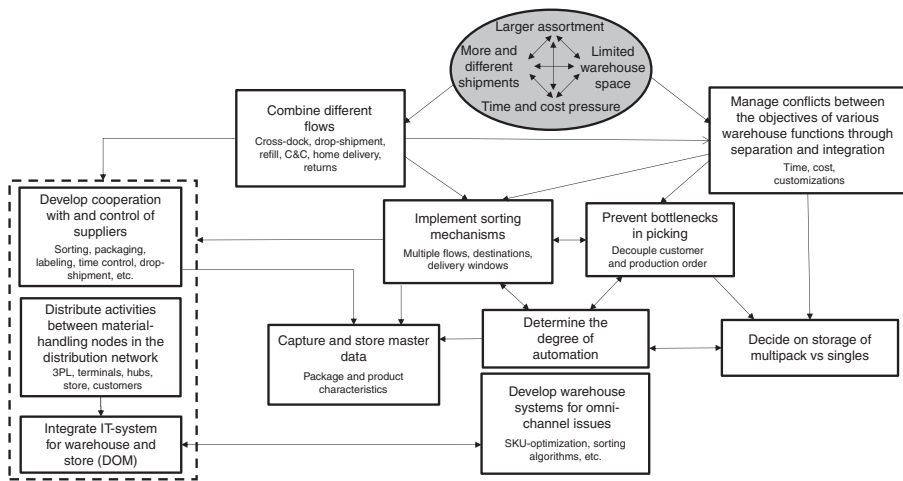 Larger assortment
More and
different
shipments
Limited
warehouse
space
Time and cost pressure
Combine different
flows
Cross-dock, drop-shipment,
refill, C&C, home delivery,
returns
Manage conflicts between
the objectives of various
warehouse functions through
separation and integration
Time, cost,
customizations
Develop cooperation
with and control of
suppliers
Sorting, packaging,
labeling, time control, drop-
shipment, etc.
Implement sorting
mechanisms
Multiple flows, destinations,
delivery windows
Prevent bottlenecks
in picking
Decouple customer
and production order
Distribute activities
between material-
handling nodes in the
distribution network
3PL, terminals, hubs,
store, customers
Capture and store master
data
Package and product
characteristics
Determine the
degree of
automation
Decide on storage of
multipack vs singles
Integrate IT-system
for warehouse and
store (DOM)
Develop warehouse
systems for omni-
channel issues
SKU-optimization, sorting
algorithms, etc.